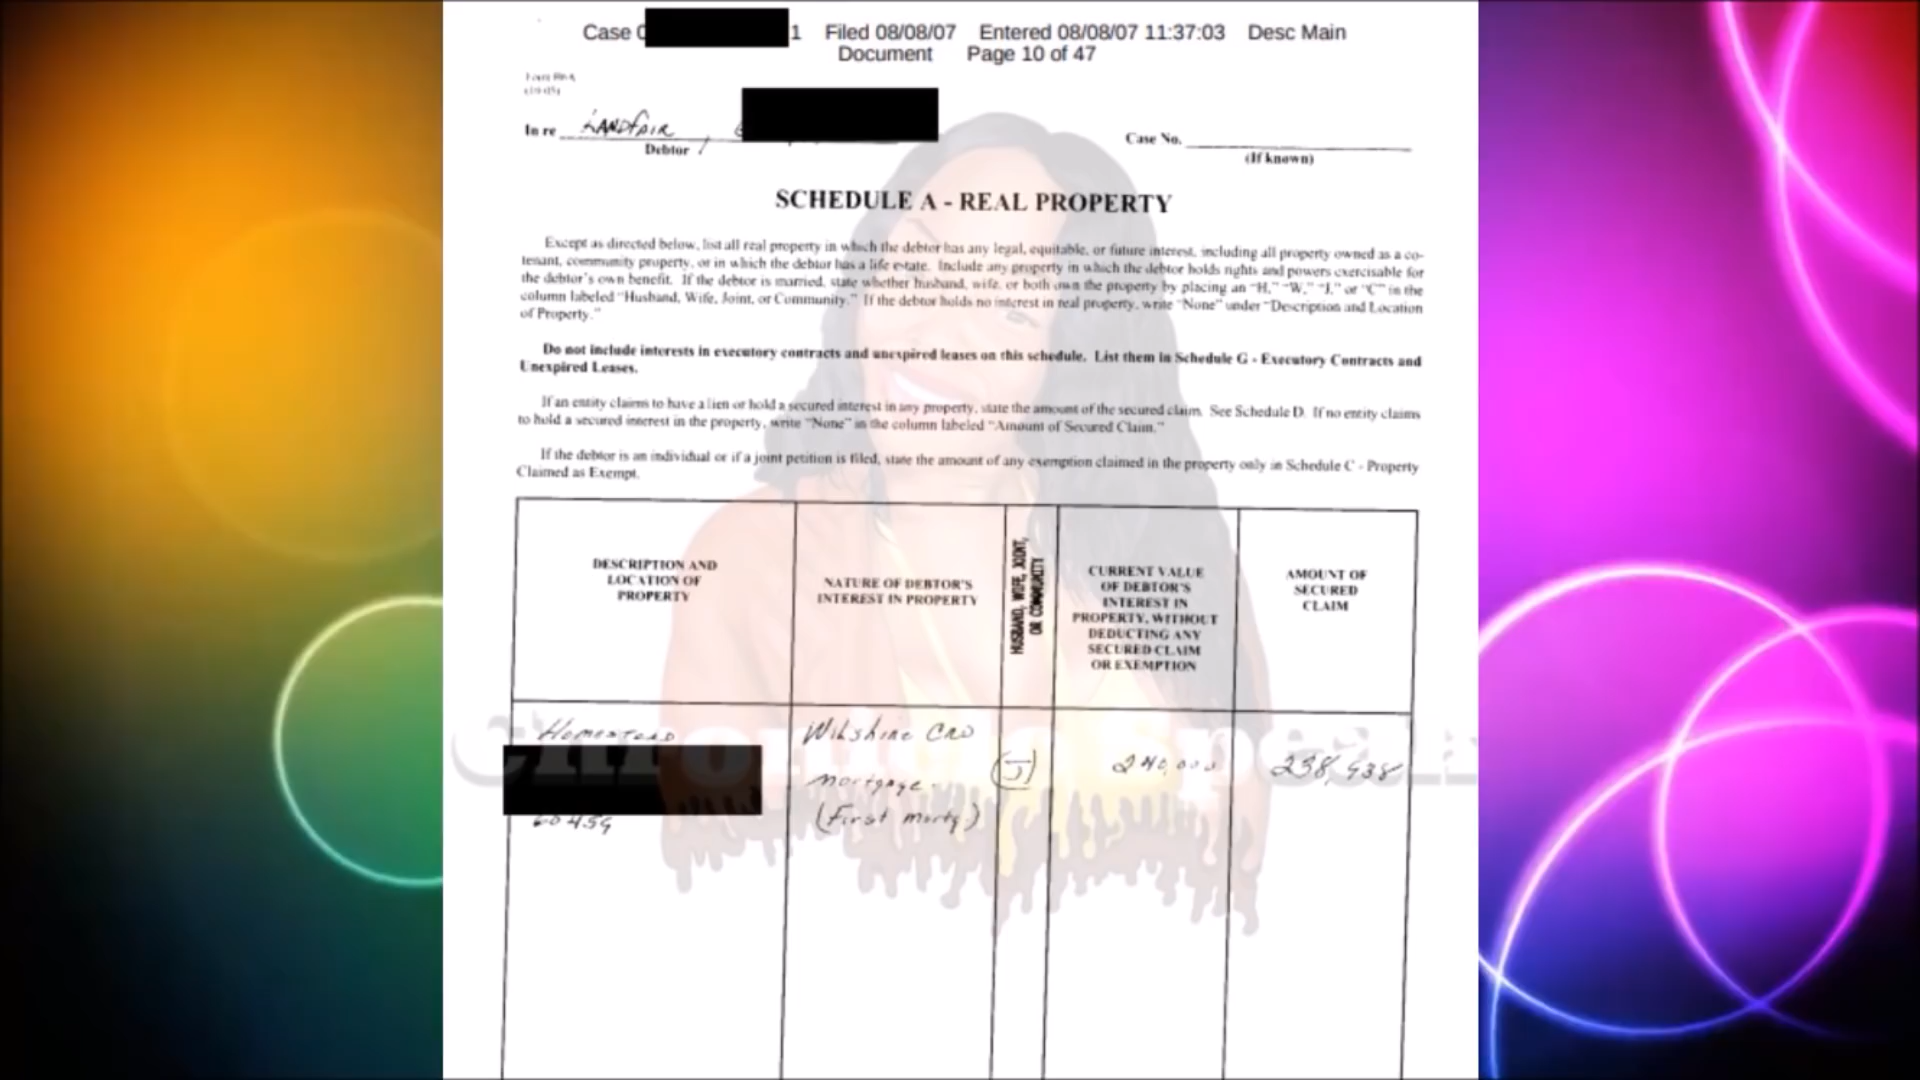 Case 0 1 Filed 08/08/07 Entered 08/08/07 11:37:03 Desc Main
Document Page 10 of 47
Form B6A
(10/05)
In re LANDFAIR,
Debtor
Case No.
(If known)
SCHEDULE A - REAL PROPERTY
Except as directed below, list all real property in which the debtor has any legal, equitable, or future interest, including all property owned as a co-
tenant, community property, or in which the debtor has a life estate. Include any property in which the debtor holds rights and powers exercisable for
the debtor's own benefit. If the debtor is married, state whether husband, wife, or both own the property by placing an "H," "W," "J," or "C" in the
column labeled "Husband, Wife, Joint, or Community." If the debtor holds no interest in real property, write "None" under "Description and Location
of Property."
Do not include interests in executory contracts and unexpired leases on this schedule. List them in Schedule G - Executory Contracts and
Unexpired Leases.
If an entity claims to have a lien or hold a secured interest in any property, state the amount of the secured claim. See Schedule D. If no entity claims
to hold a secured interest in the property, write "None" in the column labeled "Amount of Secured Claim."
If the debtor is an individual or if a joint petition is filed, state the amount of any exemption claimed in the property only in Schedule C - Property
Claimed as Exempt.
DESCRIPTION AND
LOCATION OF
PROPERTY
NATURE OF DEBTOR'S
INTEREST IN PROPERTY
HUSBAND, WIFE, JOINT,
OR COMMUNITY
CURRENT VALUE
OF DEBTOR'S
INTEREST IN
PROPERTY, WITHOUT
DEDUCTING ANY
SECURED CLAIM
OR EXEMPTION
AMOUNT OF
SECURED
CLAIM
Homestead
60459
Wilshire Crd
mortgage
(First mortg.)
J
240,000
238,938
Chronicle Speak